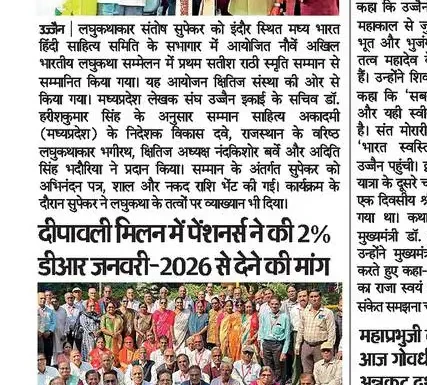 उज्जैन | लघुकथाकार संतोष सुपेकर को इंदौर स्थित मध्य भारत
हिंदी साहित्य समिति के सभागार में आयोजित नौवें अखिल
भारतीय लघुकथा सम्मेलन में प्रथम सतीश राठी स्मृति सम्मान से
सम्मानित किया गया। यह आयोजन क्षितिज संस्था की ओर से
किया गया। मध्यप्रदेश लेखक संघ उज्जैन इकाई के सचिव डॉ.
हरीशकुमार सिंह के अनुसार सम्मान साहित्य अकादमी
(मध्यप्रदेश) के निदेशक विकास दवे, राजस्थान के वरिष्ठ
लघुकथाकार भगीरथ, क्षितिज अध्यक्ष नंदकिशोर बर्वे और अदिति
सिंह भदौरिया ने प्रदान किया। सम्मान के अंतर्गत सुपेकर को
अभिनंदन पत्र, शाल और नकद राशि भेंट की गई। कार्यक्रम के
दौरान सुपेकर ने लघुकथा के तत्वों पर व्याख्यान भी दिया।
दीपावली मिलन में पेंशनर्स ने की 2%
डीआर जनवरी-2026 से देने की मांग
कहा कि उज्जैन
महाकाल से जु
भूत और भुजंग
तत्व महादेव
हैं। उन्होंने शिव
कहा कि 'सब
और यही स्वी
है। संत मोरारी
'भारत स्वस्ति
उज्जैन पहुंची।
यात्रा के दूसरे च
एक दिवसीय श्र
गया था। कथा
मुख्यमंत्री डॉ.
उन्होंने मुख्यमंत्र
करते हुए कहा-
का राजा स्वयं
संकेत समझना च
महाप्रभुजी
आज गोवर्ध